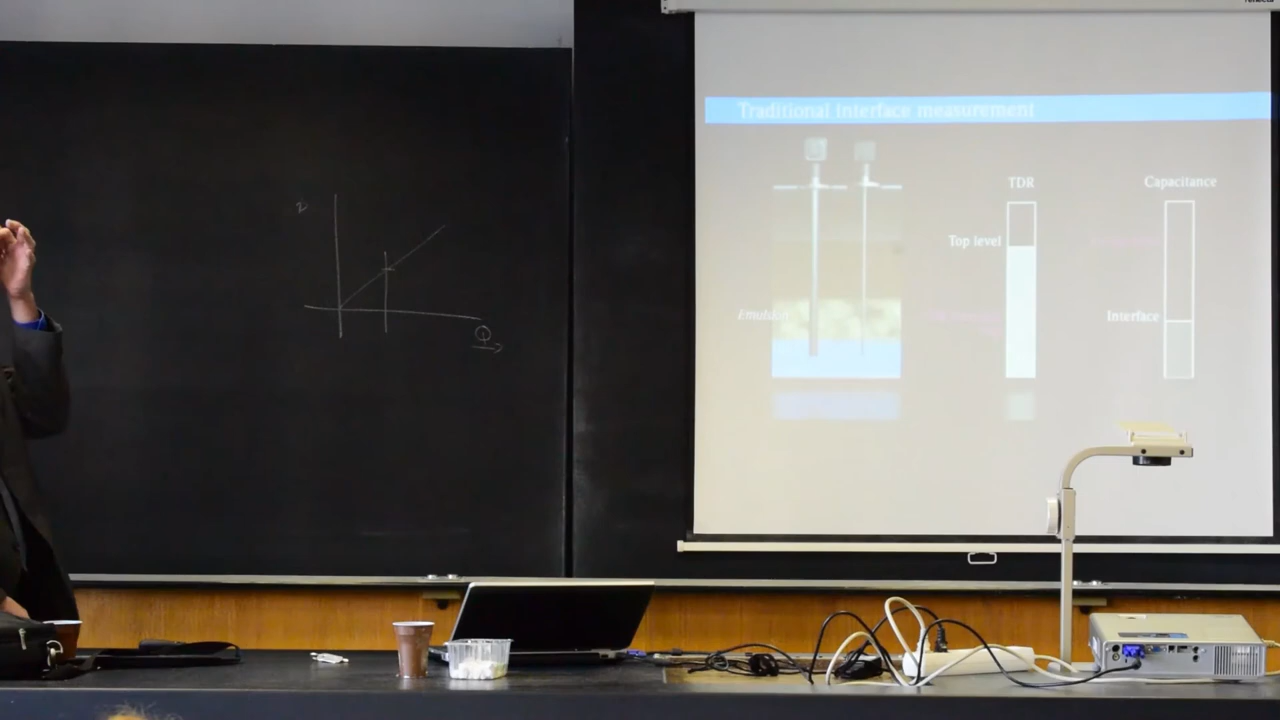 Traditional interface measurement
TDR
Capacitance
Top level
Emulsion
Interface